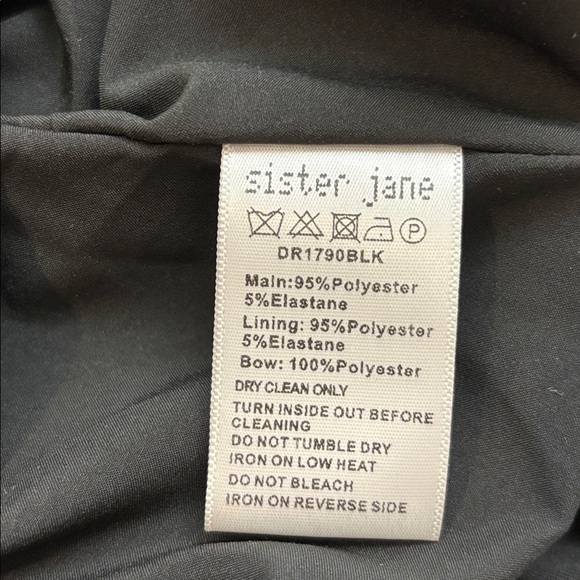 sister jane
P
DR1790BLK
Main:95%Polyester
5%Elastane
Lining: 95%Polyester
5%Elastane
Bow: 100%Polyester
DRY CLEAN ONLY
TURN INSIDE OUT BEFORE
CLEANING
DO NOT TUMBLE DRY
IRON ON LOW HEAT
DO NOT BLEACH
IRON ON REVERSE SIDE